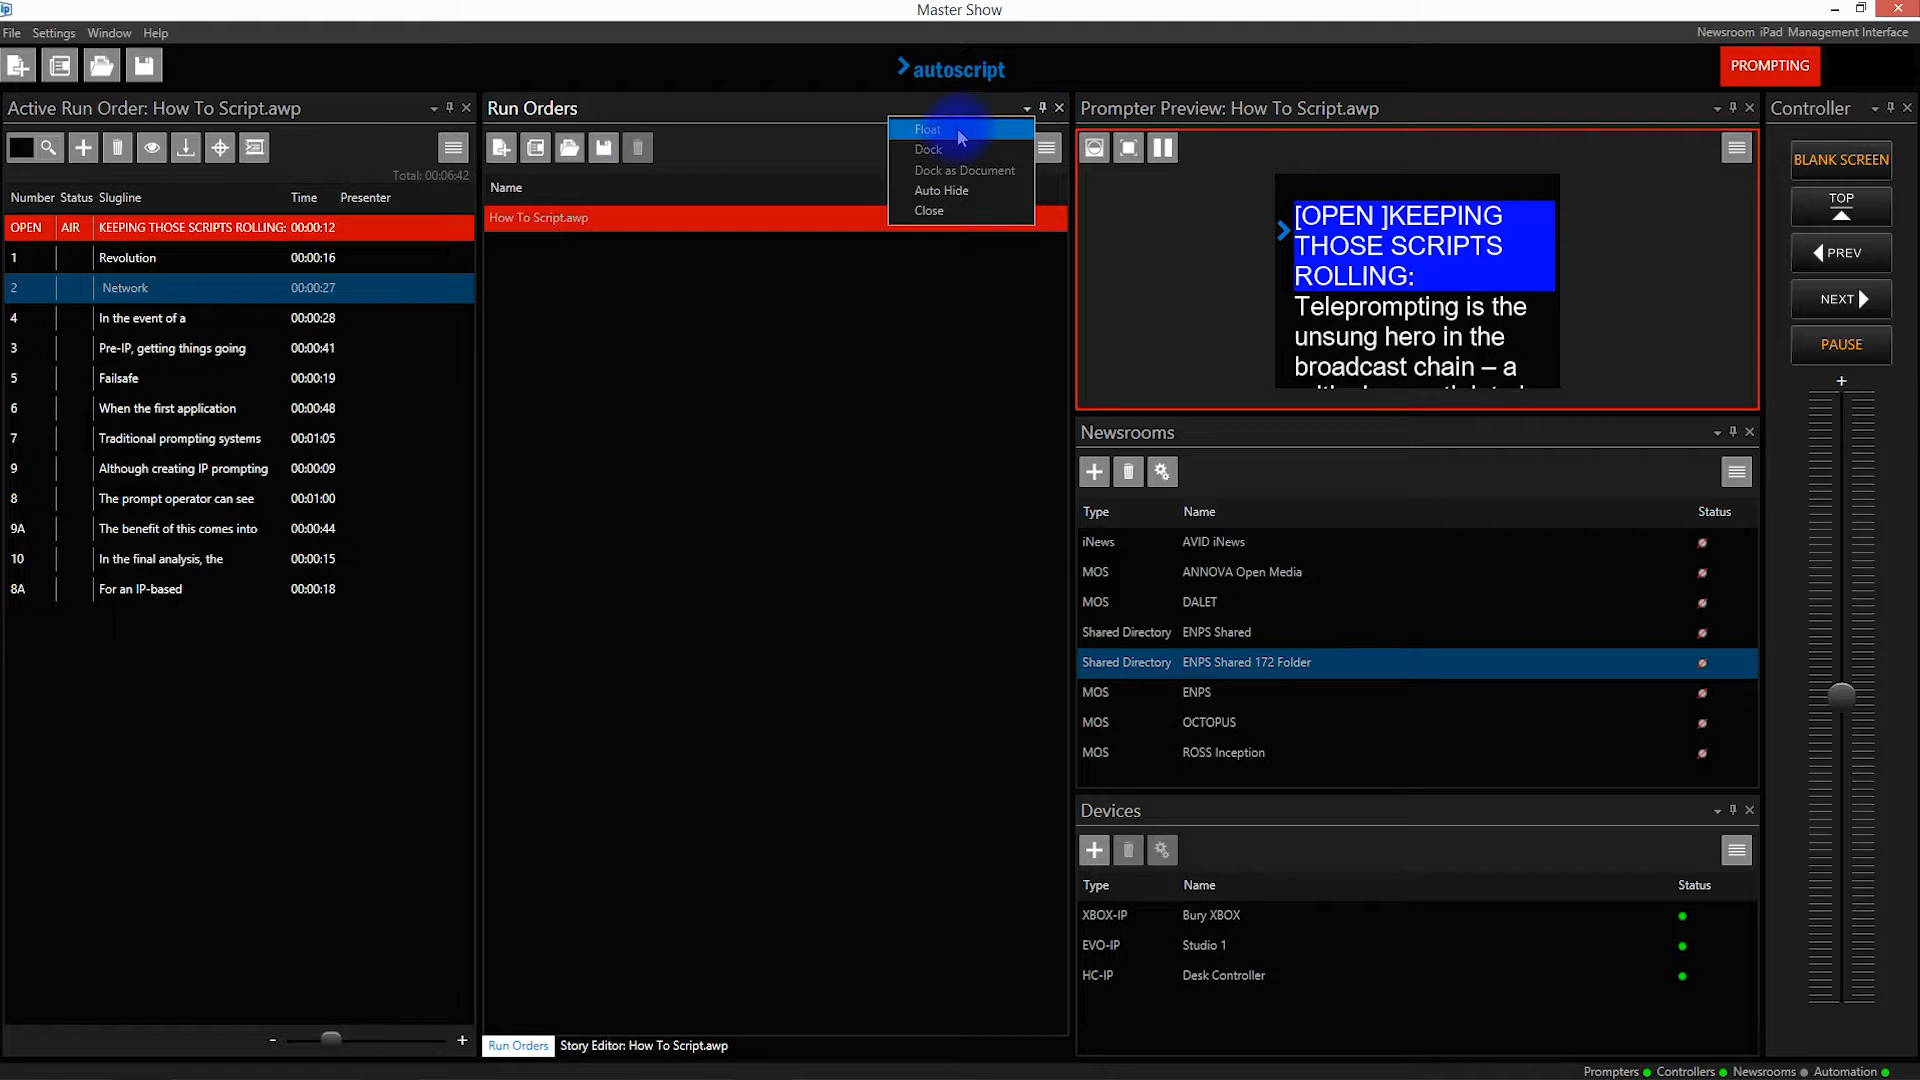 Master Show
File Settings Window Help
Newsroom iPad Management Interface
autoscript
PROMPTING
Active Run Order: How To Script.awp
Total: 00:06:42
Number Status Slugline Time Presenter
OPEN AIR KEEPING THOSE SCRIPTS ROLLING: 00:00:12
1 Revolution 00:00:16
2 Network 00:00:27
4 In the event of a 00:00:28
3 Pre-IP, getting things going 00:00:41
5 Failsafe 00:00:19
6 When the first application 00:00:48
7 Traditional prompting systems 00:01:05
9 Although creating IP prompting 00:00:09
8 The prompt operator can see 00:01:00
9A The benefit of this comes into 00:00:44
10 In the final analysis, the 00:00:15
8A For an IP-based 00:00:18
- +
Run Orders
Name
How To Script.awp
Float
Dock
Dock as Document
Auto Hide
Close
Run Orders Story Editor: How To Script.awp
Prompter Preview: How To Script.awp
[OPEN ]KEEPING
THOSE SCRIPTS
ROLLING:
Teleprompting is the
unsung hero in the
broadcast chain – a
Newsrooms
Type Name Status
iNews AVID iNews
MOS ANNOVA Open Media
MOS DALET
Shared Directory ENPS Shared
Shared Directory ENPS Shared 172 Folder
MOS ENPS
MOS OCTOPUS
MOS ROSS Inception
Devices
Type Name Status
XBOX-IP Bury XBOX
EVO-IP Studio 1
HC-IP Desk Controller
Controller
BLANK SCREEN
TOP
PREV
NEXT
PAUSE
+
Prompters Controllers Newsrooms Automation